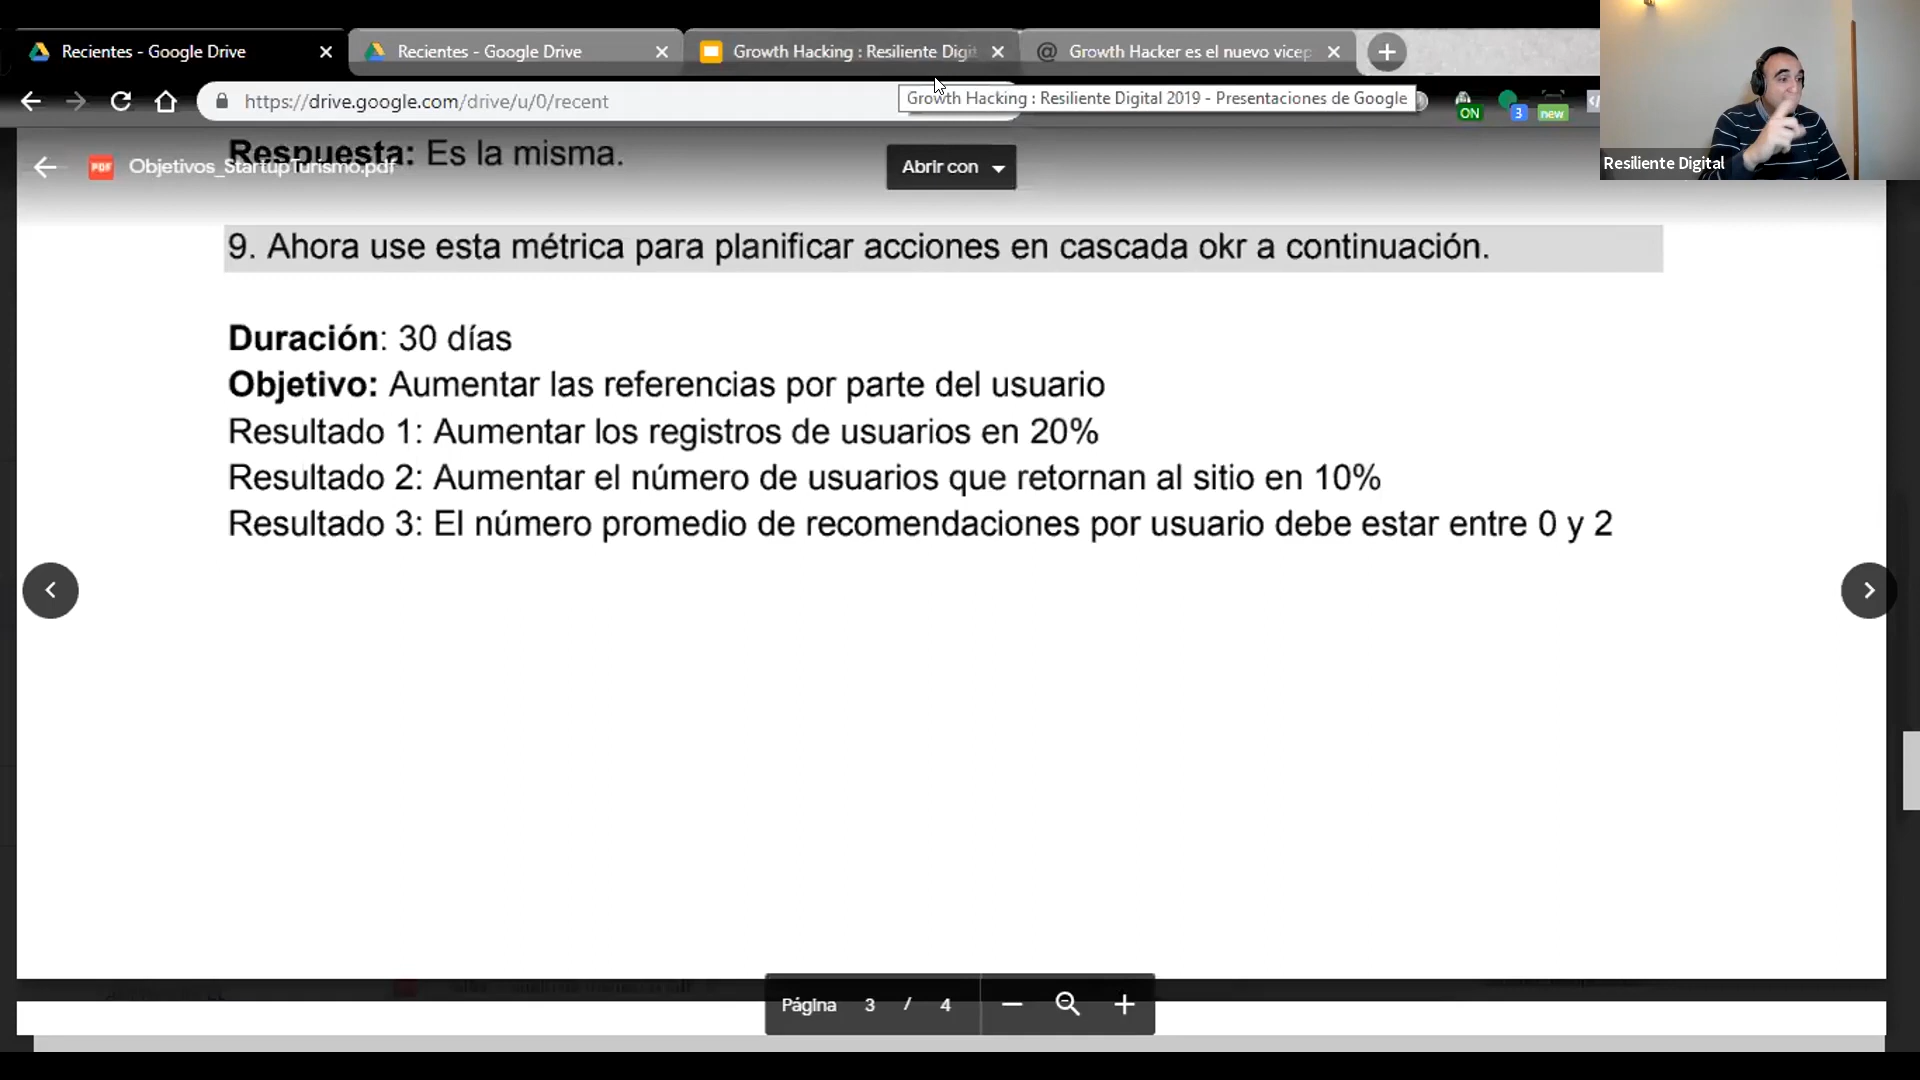 Recientes - Google Drive
Recientes - Google Drive
Growth Hacking : Resiliente Digit
Growth Hacker es el nuevo vicep
https://drive.google.com/drive/u/0/recent
Growth Hacking : Resiliente Digital 2019 - Presentaciones de Google
ON
3
new
Resiliente Digital
Respuesta: Es la misma.
PDF
Objetivos_StartupTurismo.pdf
Abrir con
9. Ahora use esta métrica para planificar acciones en cascada okr a continuación.
Duración: 30 días
Objetivo: Aumentar las referencias por parte del usuario
Resultado 1: Aumentar los registros de usuarios en 20%
Resultado 2: Aumentar el número de usuarios que retornan al sitio en 10%
Resultado 3: El número promedio de recomendaciones por usuario debe estar entre 0 y 2
Página 3 / 4